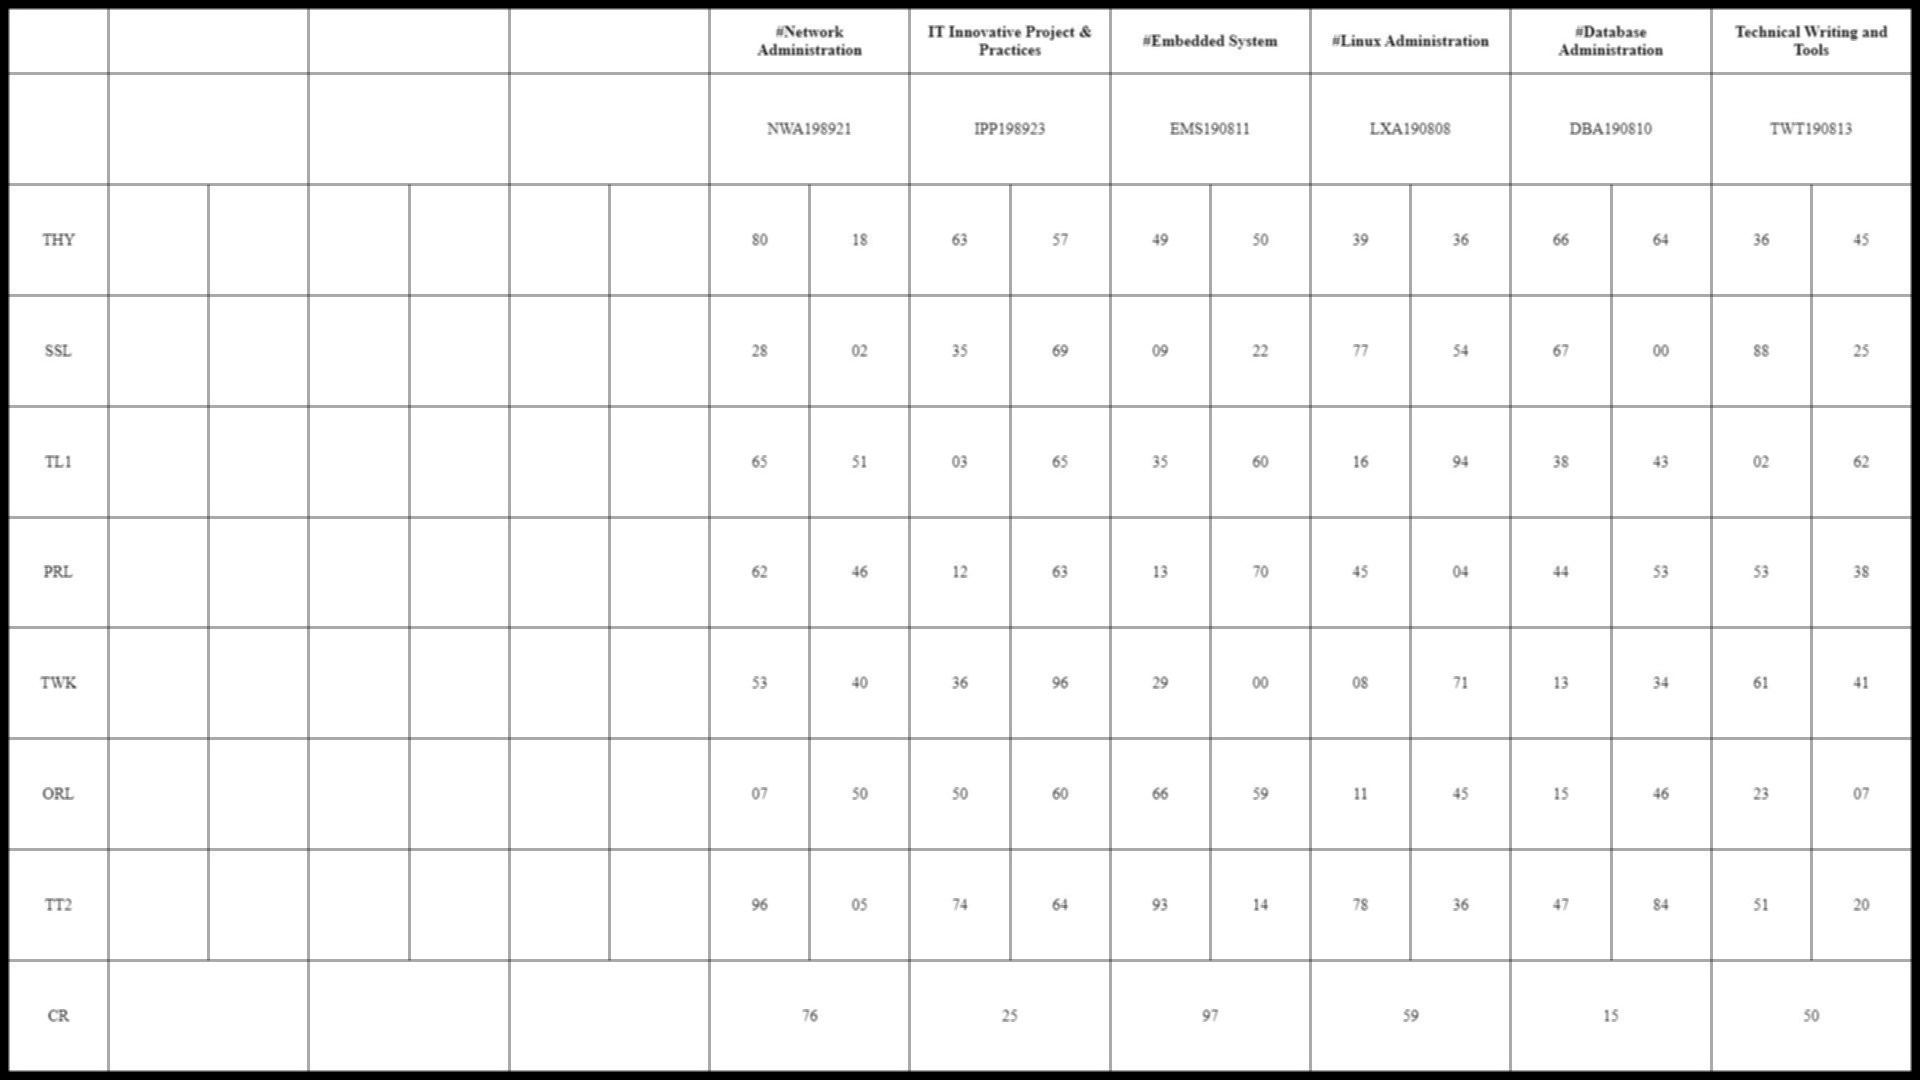 #Network Administration IT Innovative Project & Practices #Embedded System #Linux Administration #Database Administration Technical Writing and Tools
NWA198921 IPP198923 EMS190811 LXA190808 DBA190810 TWT190813
THY 80 18 63 57 49 50 39 36 66 64 36 45
SSL 28 02 35 69 09 22 77 54 67 00 88 25
TL1 65 51 03 65 35 60 16 94 38 43 02 62
PRL 62 46 12 63 13 70 45 04 44 53 53 38
TWK 53 40 36 96 29 00 08 71 13 34 61 41
ORL 07 50 50 60 66 59 11 45 15 46 23 07
TT2 96 05 74 64 93 14 78 36 47 84 51 20
CR 76 25 97 59 15 50